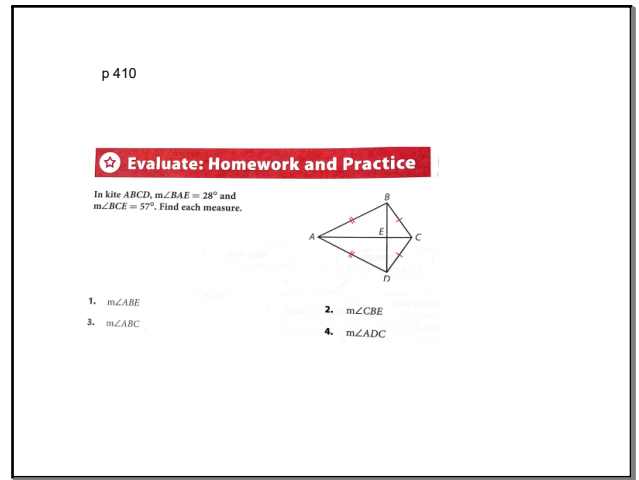 p 410
Evaluate: Homework and Practice
In kite ABCD, m∠BAE = 28° and
m∠BCE = 57°. Find each measure.
B
A
E
C
D
1. m∠ABE
2. m∠CBE
3. m∠ABC
4. m∠ADC